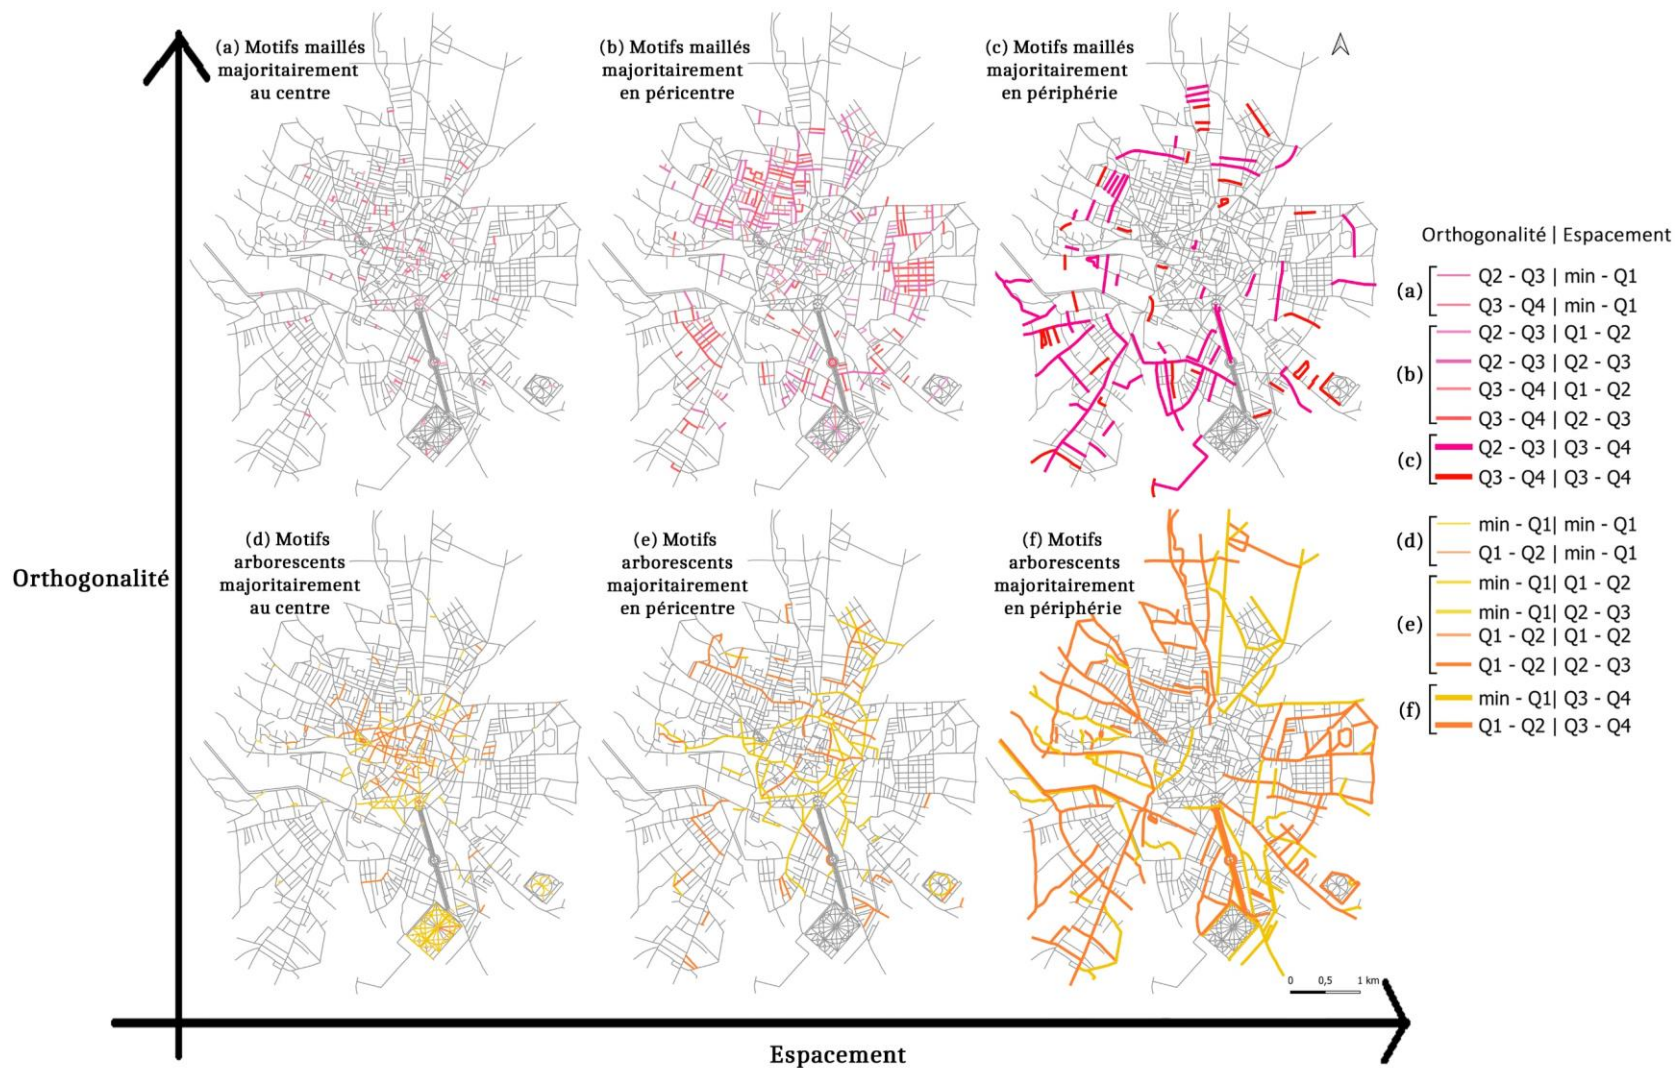 (a) Motifs maillés
majoritairement
au centre
(b) Motifs maillés
majoritairement
en péricentre
(c) Motifs maillés
majoritairement
en périphérie
Orthogonalité | Espacement
(a)
Q2 - Q3 | min - Q1
Q3 - Q4 | min - Q1
(b)
Q2 - Q3 | Q1 - Q2
Q2 - Q3 | Q2 - Q3
Q3 - Q4 | Q1 - Q2
Q3 - Q4 | Q2 - Q3
(c)
Q2 - Q3 | Q3 - Q4
Q3 - Q4 | Q3 - Q4
(d)
min - Q1| min - Q1
Q1 - Q2 | min - Q1
(e)
min - Q1| Q1 - Q2
min - Q1| Q2 - Q3
Q1 - Q2 | Q1 - Q2
Q1 - Q2 | Q2 - Q3
(f)
min - Q1| Q3 - Q4
Q1 - Q2 | Q3 - Q4
Orthogonalité
(d) Motifs
arborescents
majoritairement
au centre
(e) Motifs
arborescents
majoritairement
en péricentre
(f) Motifs
arborescents
majoritairement
en périphérie
0 0,5 1 km
Espacement